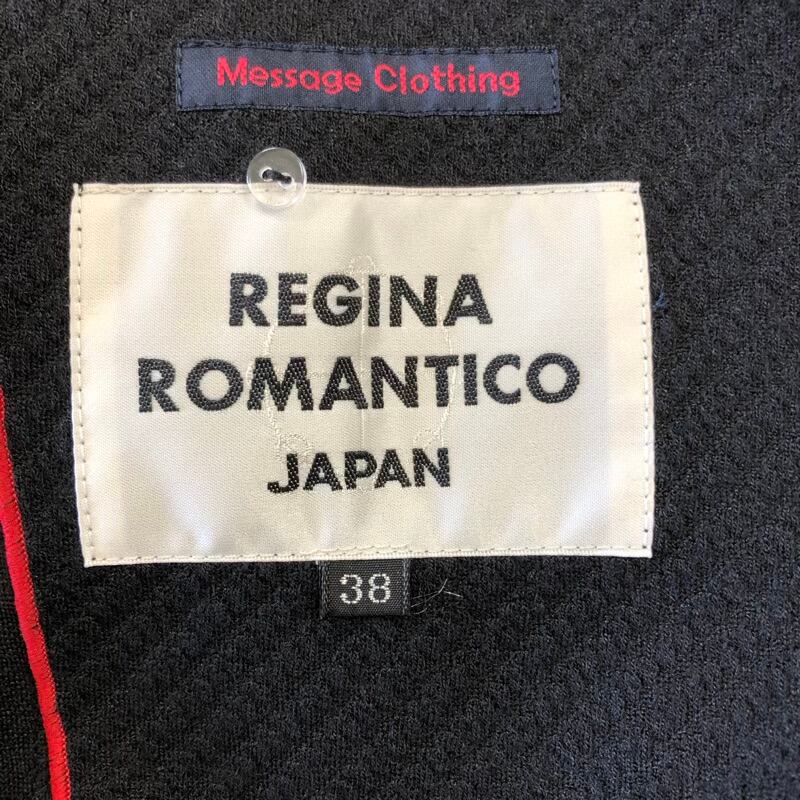 Message Clothing
REGINA
ROMANTICO
JAPAN
38